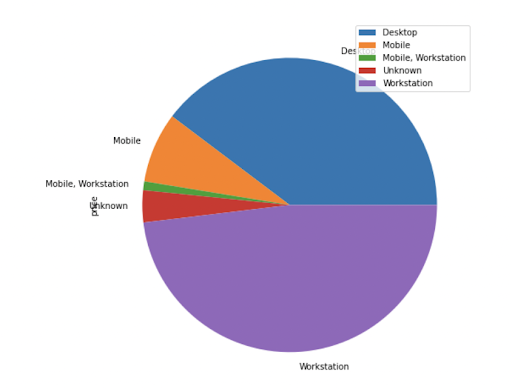 Desktop
Mobile
Mobile, Workstation
Unknown
Workstation
Desktop
Mobile
Mobile, Workstation
Unknown
price
Workstation